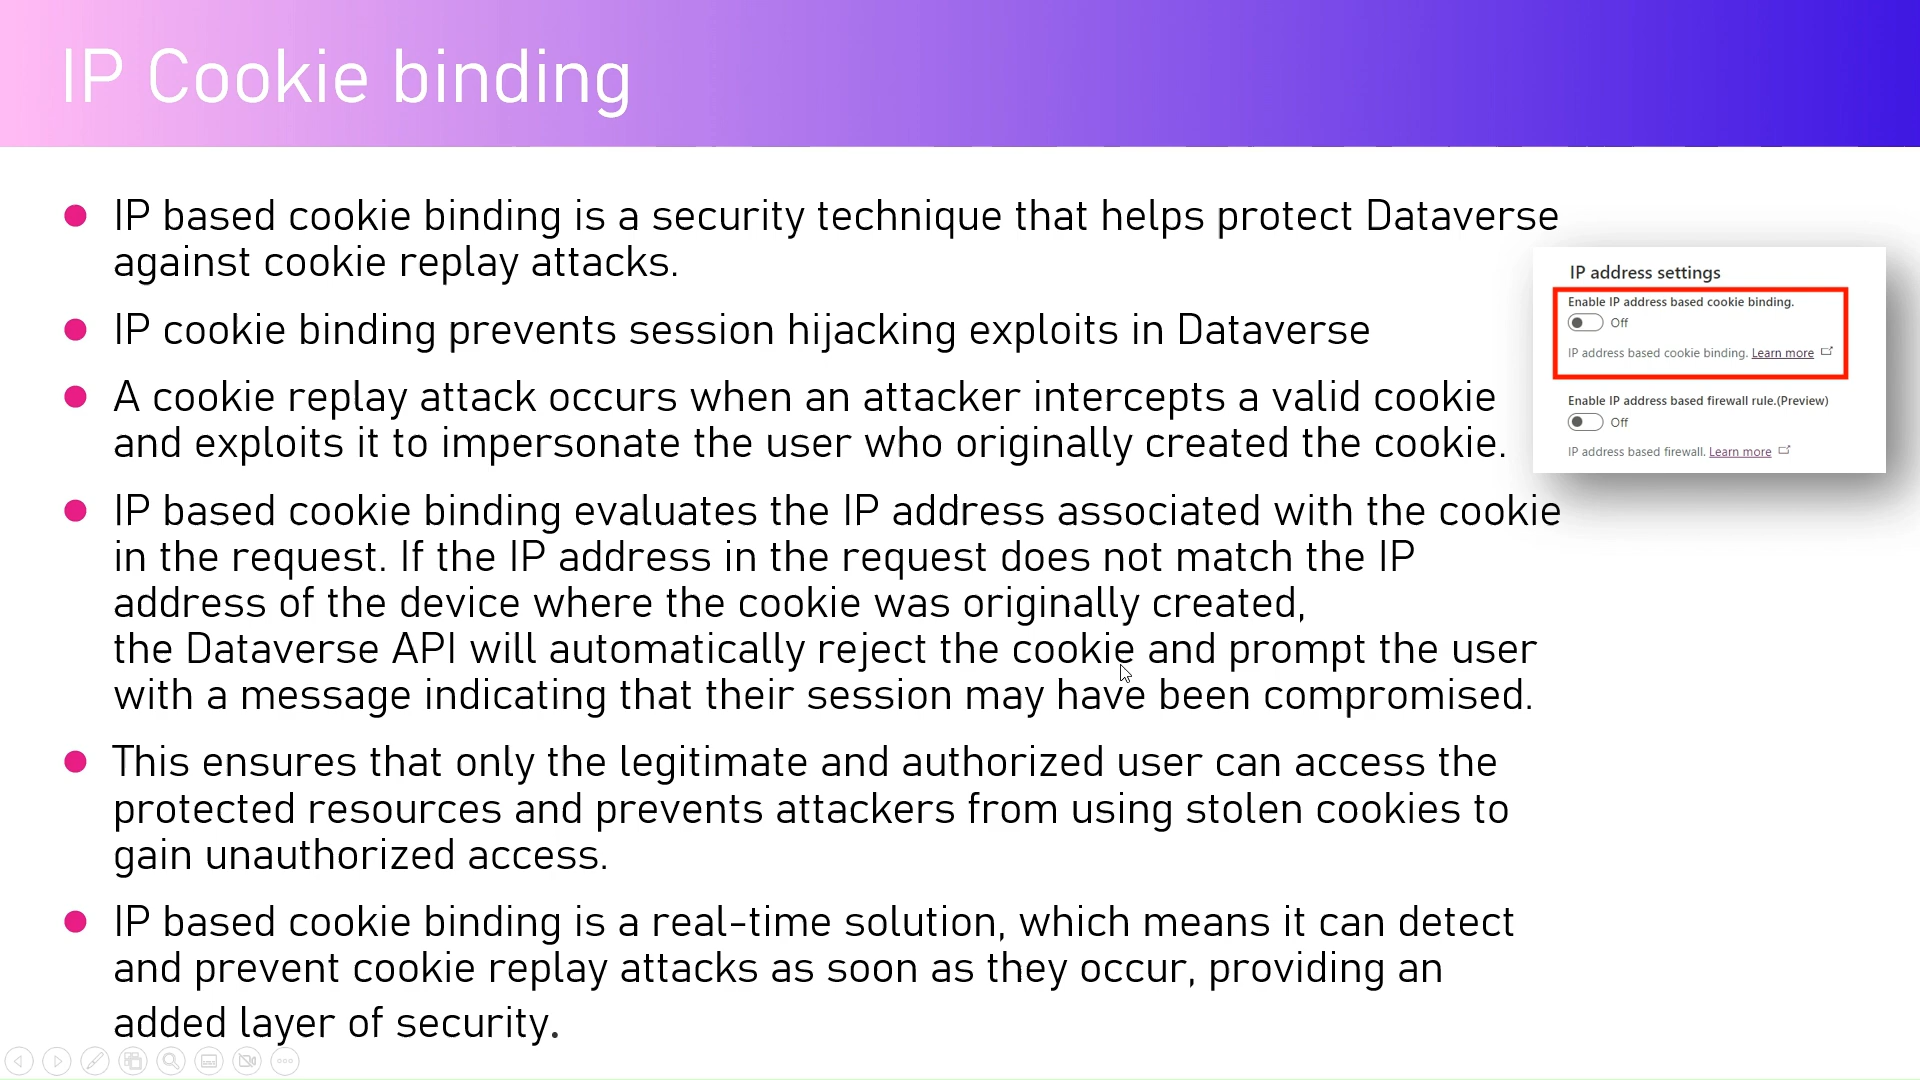 IP Cookie binding
IP based cookie binding is a security technique that helps protect Dataverse
against cookie replay attacks.
IP cookie binding prevents session hijacking exploits in Dataverse
A cookie replay attack occurs when an attacker intercepts a valid cookie
and exploits it to impersonate the user who originally created the cookie.
IP based cookie binding evaluates the IP address associated with the cookie
in the request. If the IP address in the request does not match the IP
address of the device where the cookie was originally created,
the Dataverse API will automatically reject the cookie and prompt the user
with a message indicating that their session may have been compromised.
This ensures that only the legitimate and authorized user can access the
protected resources and prevents attackers from using stolen cookies to
gain unauthorized access.
IP based cookie binding is a real-time solution, which means it can detect
and prevent cookie replay attacks as soon as they occur, providing an
added layer of security.
IP address settings
Enable IP address based cookie binding.
Off
IP address based cookie binding. Learn more
Enable IP address based firewall rule.(Preview)
Off
IP address based firewall. Learn more